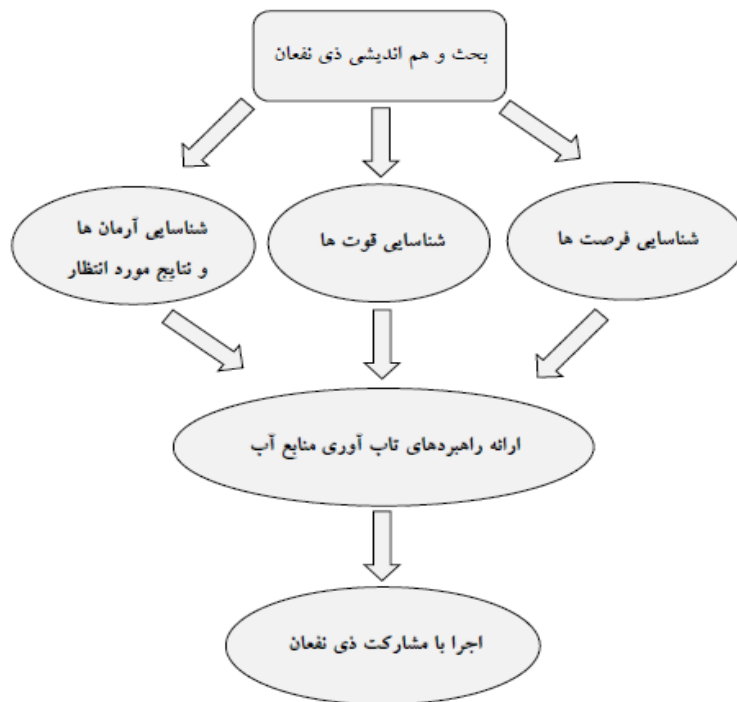 بحث و هم اندیشی ذی نفعان
شناسایی فرصت ها
شناسایی قوت ها
شناسایی آرمان ها
و نتایج مورد انتظار
ارائه راهبردهای تاب آوری منابع آب
اجرا با مشارکت ذی نفعان